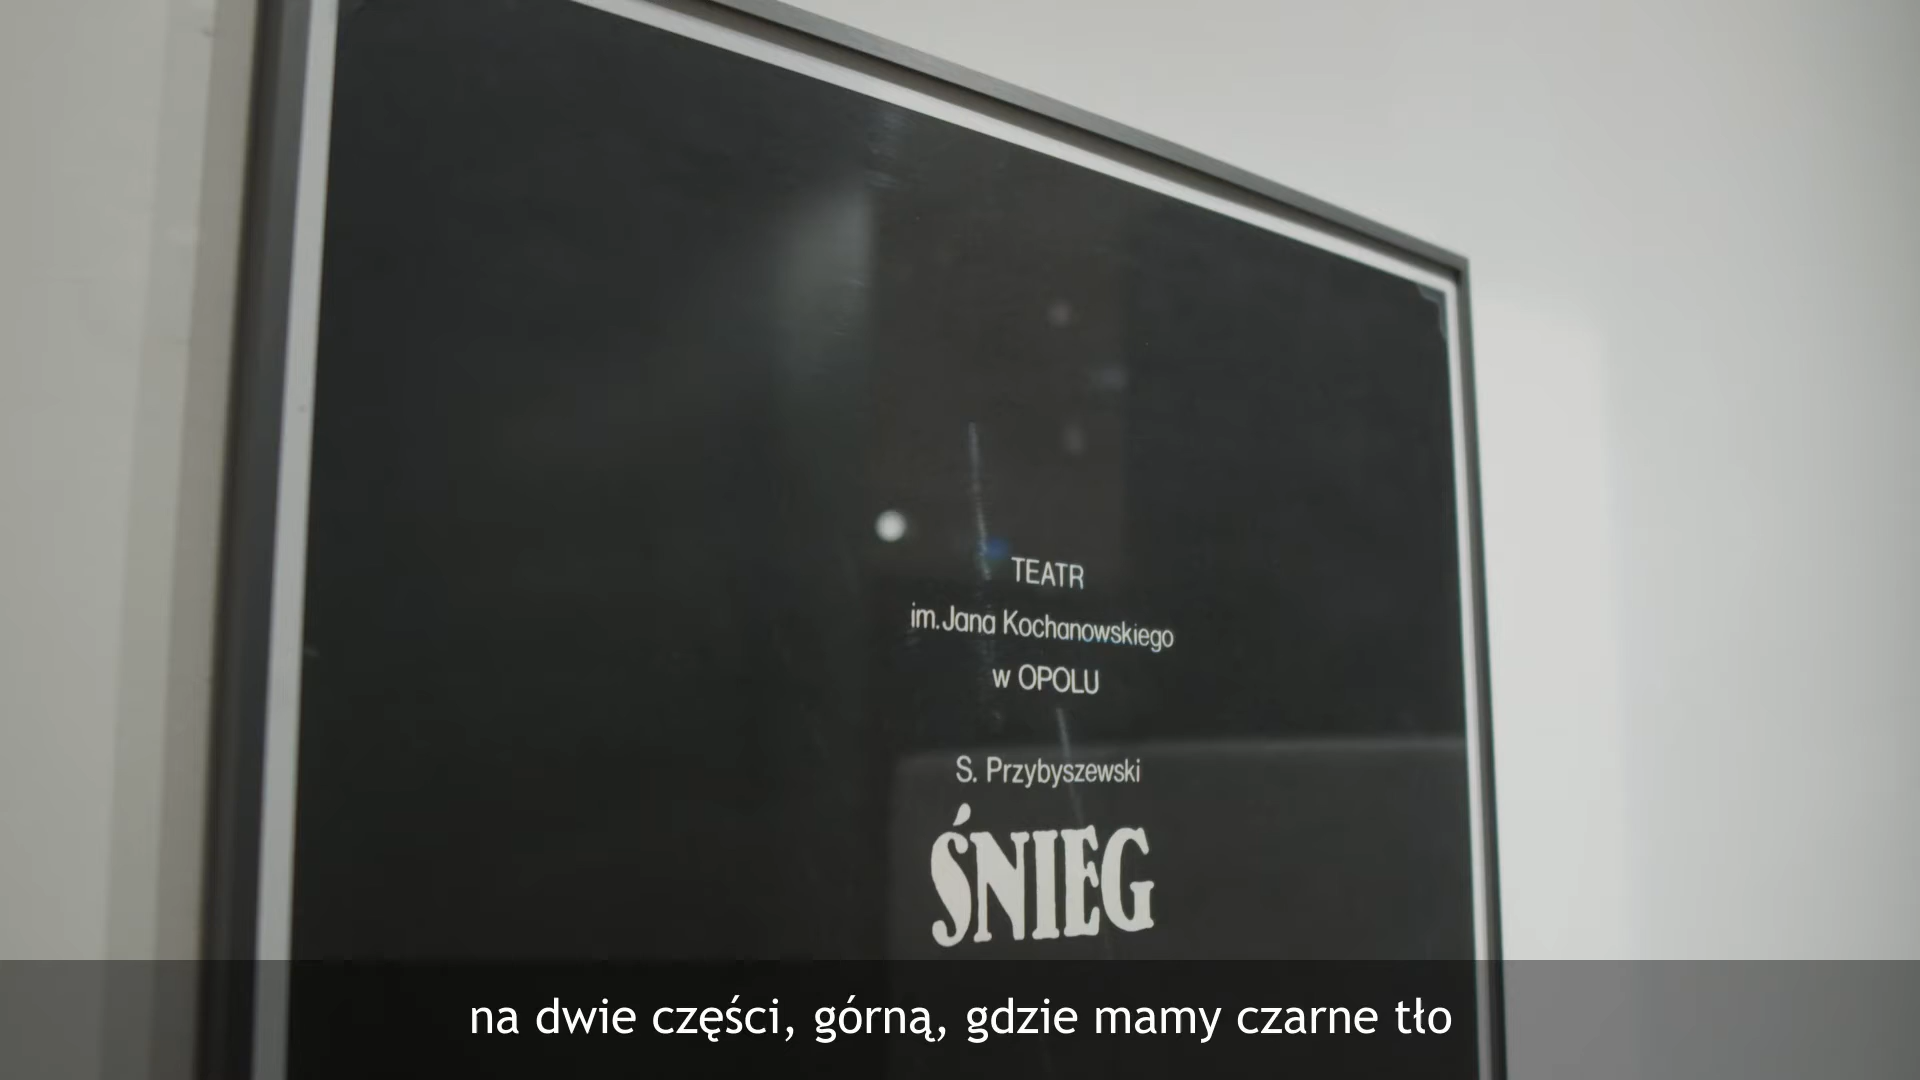 TEATR
im.Jana Kochanowskiego
w OPOLU
S. Przybyszewski
ŚNIEG
na dwie części, górną, gdzie mamy czarne tło